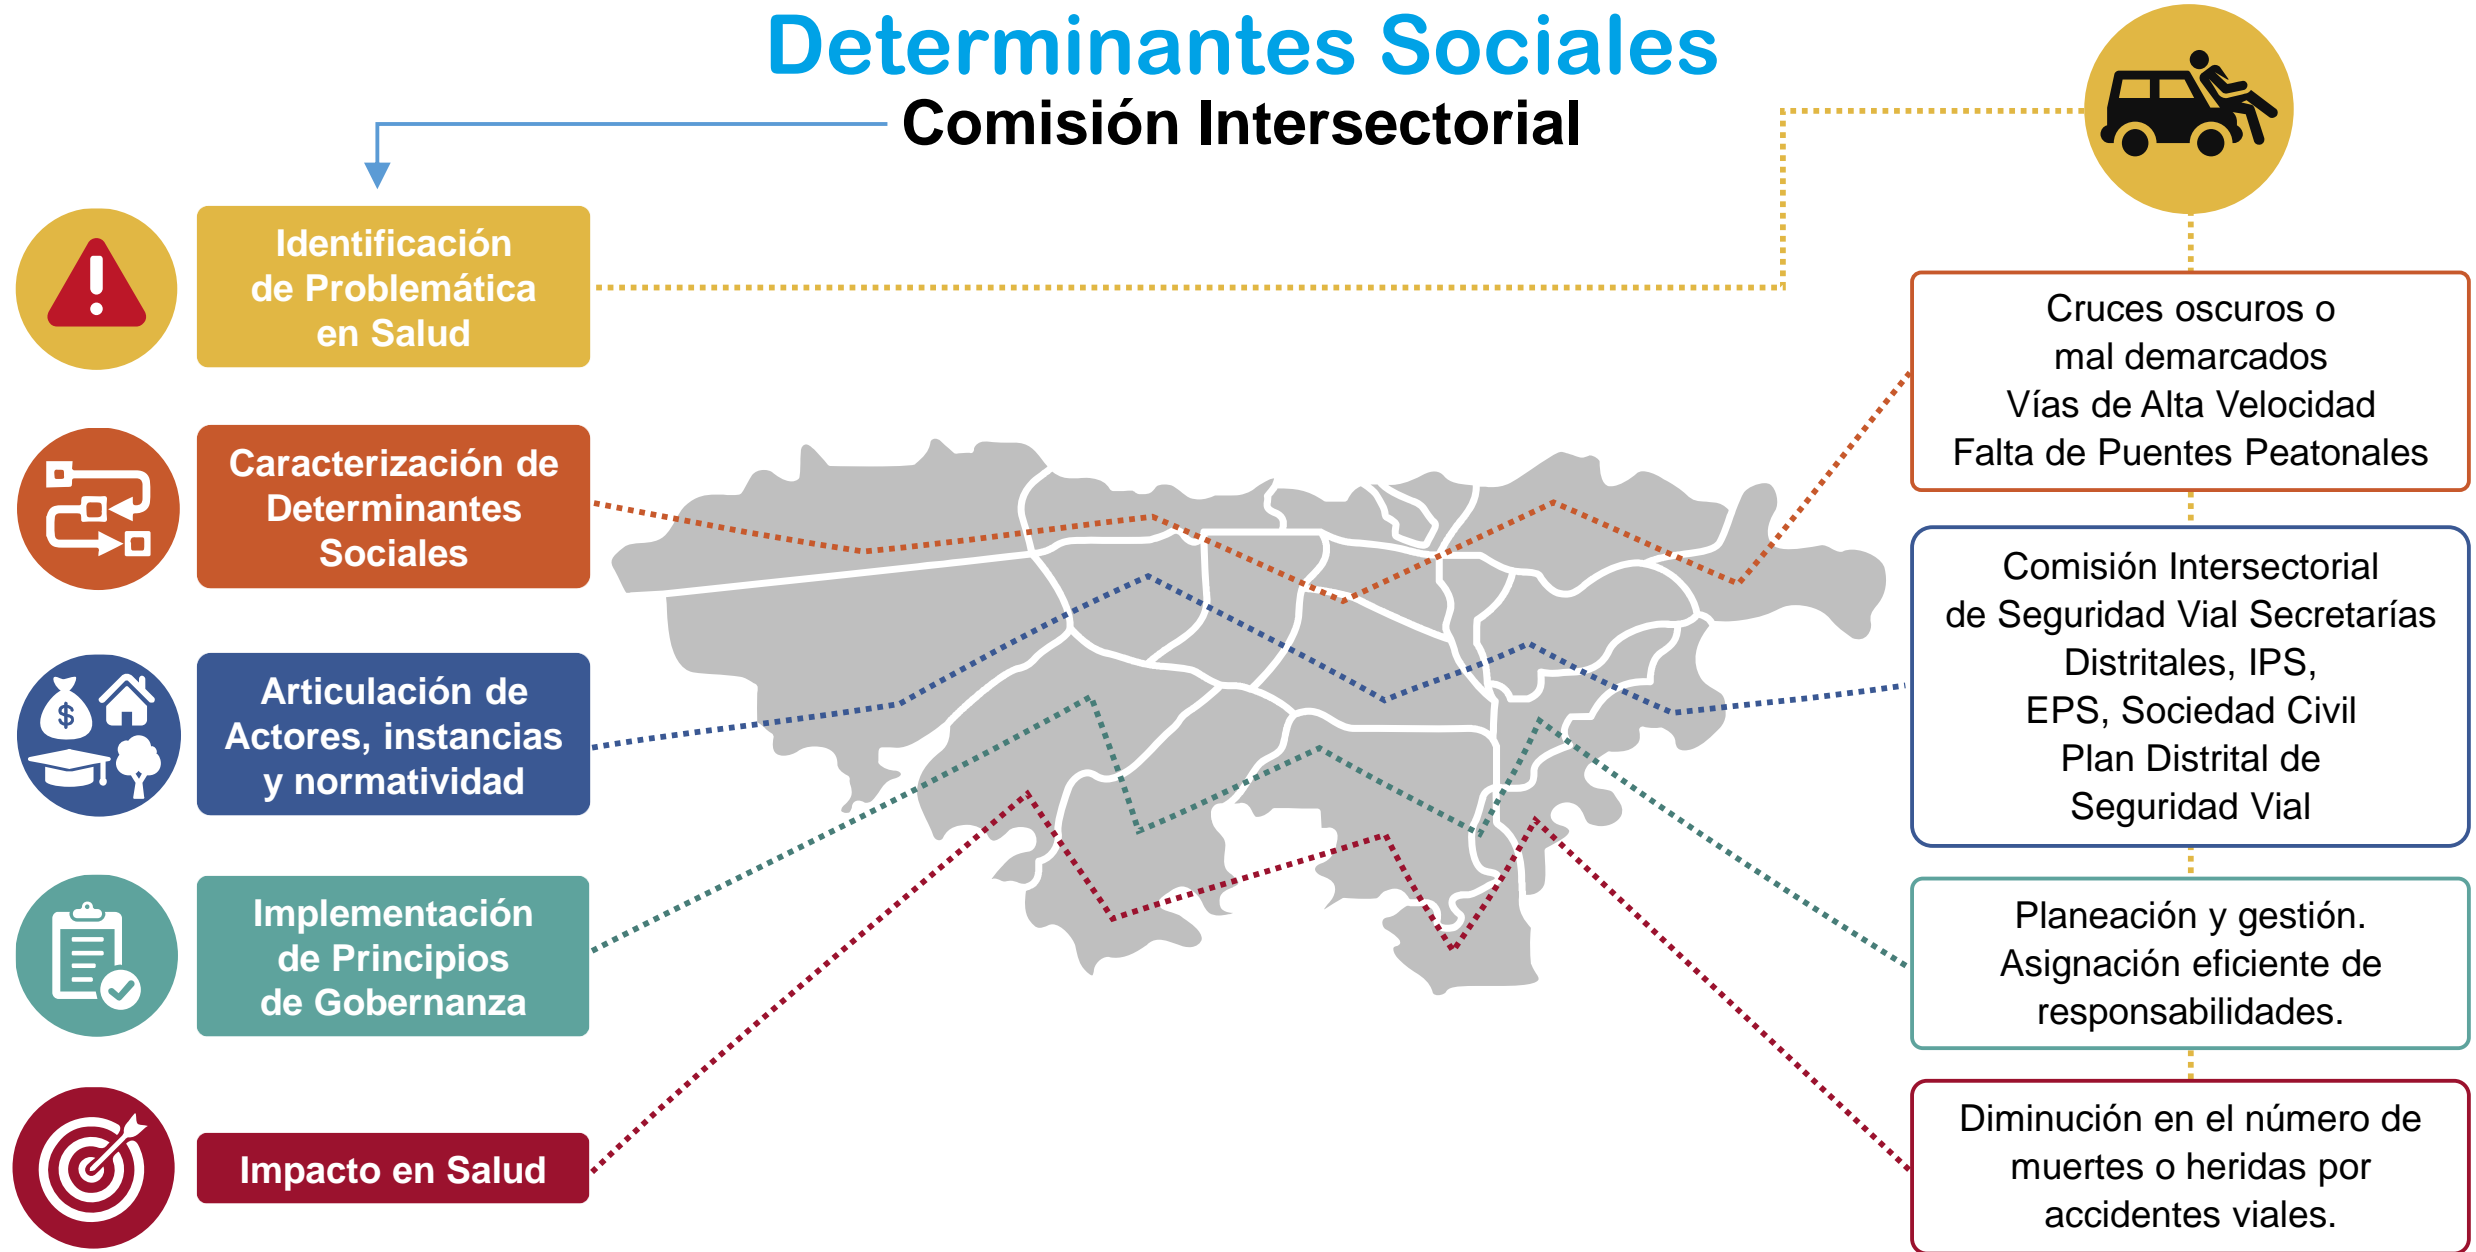 Determinantes Sociales
Comisión Intersectorial
Identificación
de Problemática
en Salud
Caracterización de
Determinantes
Sociales
Articulación de
Actores, instancias
y normatividad
$
Implementación
de Principios
de Gobernanza
Impacto en Salud
Cruces oscuros o
mal demarcados
Vías de Alta Velocidad
Falta de Puentes Peatonales
Comisión Intersectorial
de Seguridad Vial Secretarías
Distritales, IPS,
EPS, Sociedad Civil
Plan Distrital de
Seguridad Vial
Planeación y gestión.
Asignación eficiente de
responsabilidades.
Diminución en el número de
muertes o heridas por
accidentes viales.